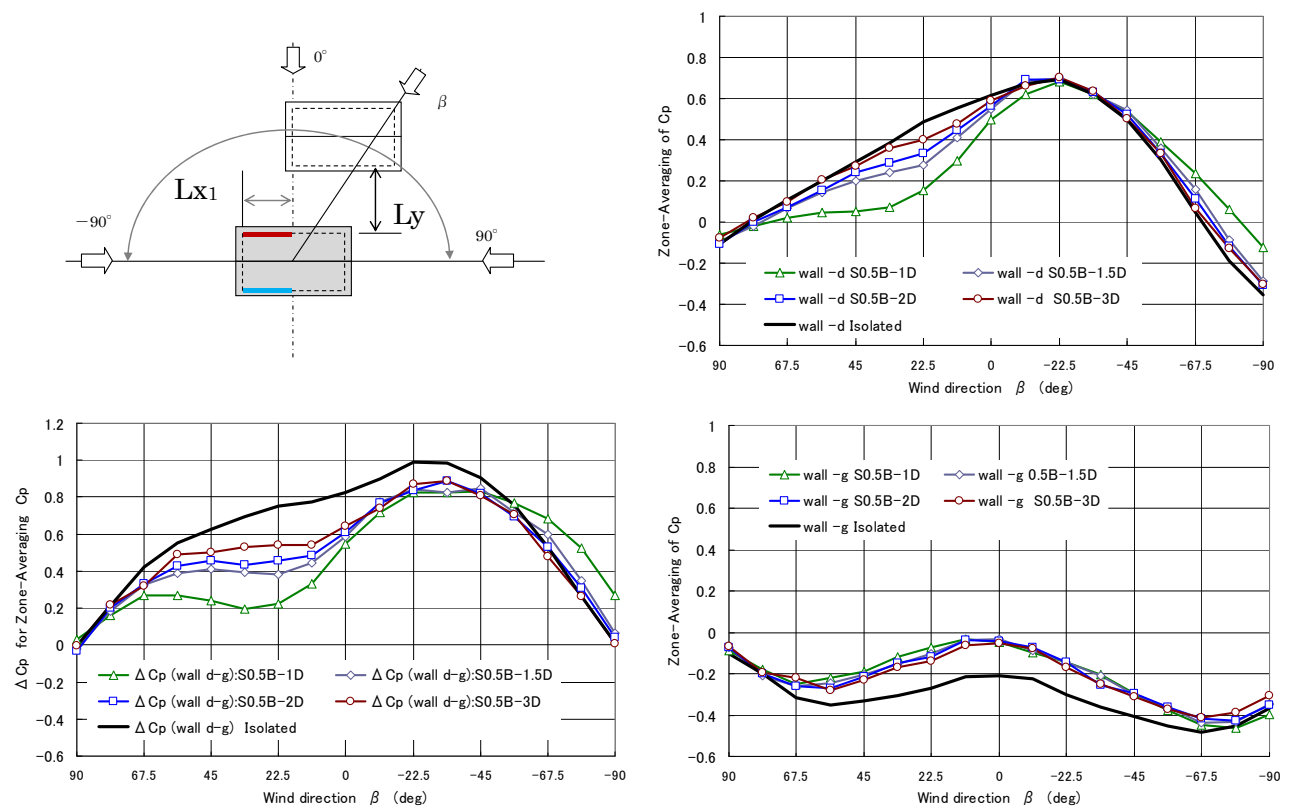 0°
β
Lx1
Ly
−90°
90°
1
0.8
0.6
0.4
0.2
0
−0.2
−0.4
−0.6
Zone−Averaging of Cp
wall −d S0.5B−1D
wall −d S0.5B−1.5D
wall −d S0.5B−2D
wall −d S0.5B−3D
wall −d Isolated
90 67.5 45 22.5 0 −22.5 −45 −67.5 −90
Wind direction β (deg)
1.2
1
0.8
0.6
0.4
0.2
0
−0.2
−0.4
−0.6
Δ Cp for Zone−Averaging Cp
Δ Cp (wall d−g):S0.5B−1D
Δ Cp (wall d−g):S0.5B−1.5D
Δ Cp (wall d−g):S0.5B−2D
Δ Cp (wall d−g):S0.5B−3D
Δ Cp (wall d−g) Isolated
90 67.5 45 22.5 0 −22.5 −45 −67.5 −90
Wind direction β (deg)
1
0.8
0.6
0.4
0.2
0
−0.2
−0.4
−0.6
Zone−Averaging of Cp
wall −g S0.5B−1D
wall −g 0.5B−1.5D
wall −g S0.5B−2D
wall −g S0.5B−3D
wall −g Isolated
90 67.5 45 22.5 0 −22.5 −45 −67.5 −90
Wind direction β (deg)